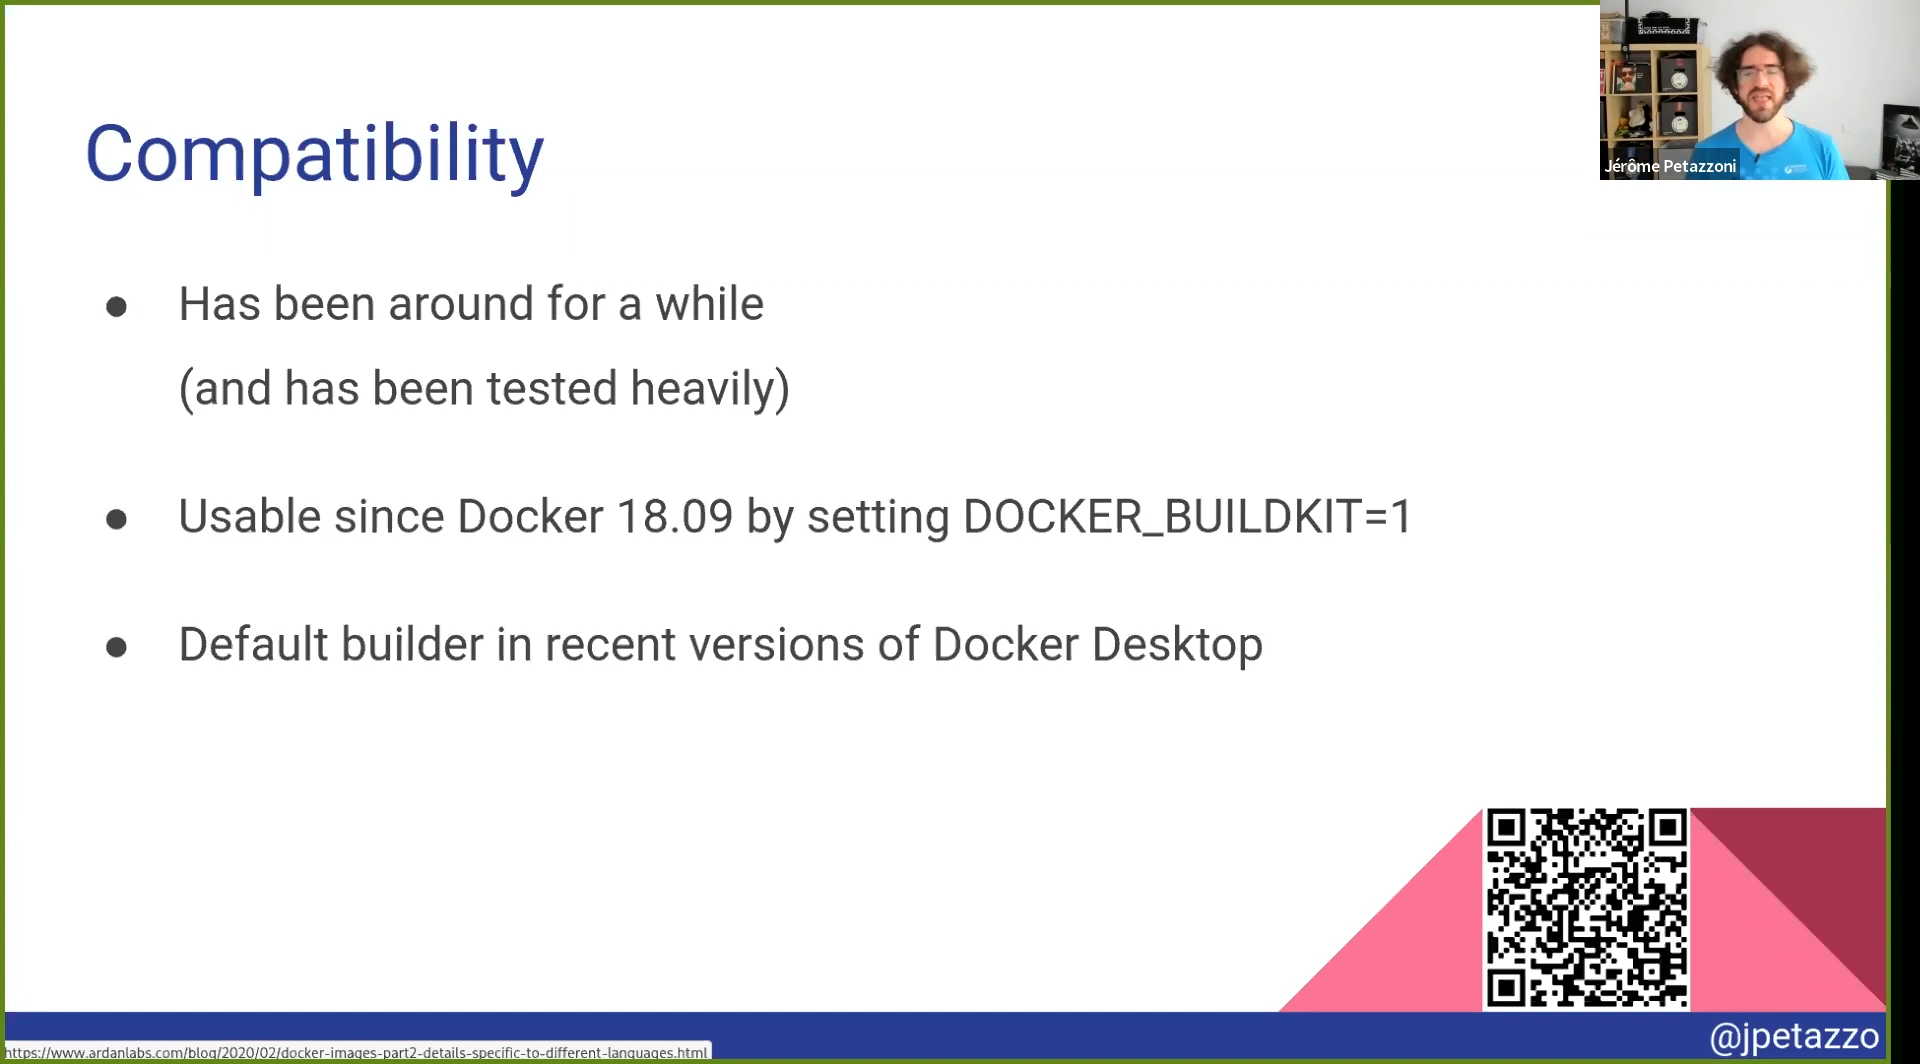 Compatibility
Jérôme Petazzoni
● Has been around for a while
(and has been tested heavily)
● Usable since Docker 18.09 by setting DOCKER_BUILDKIT=1
● Default builder in recent versions of Docker Desktop
@jpetazzo
https://www.ardanlabs.com/blog/2020/02/docker-images-part2-details-specific-to-different-languages.html